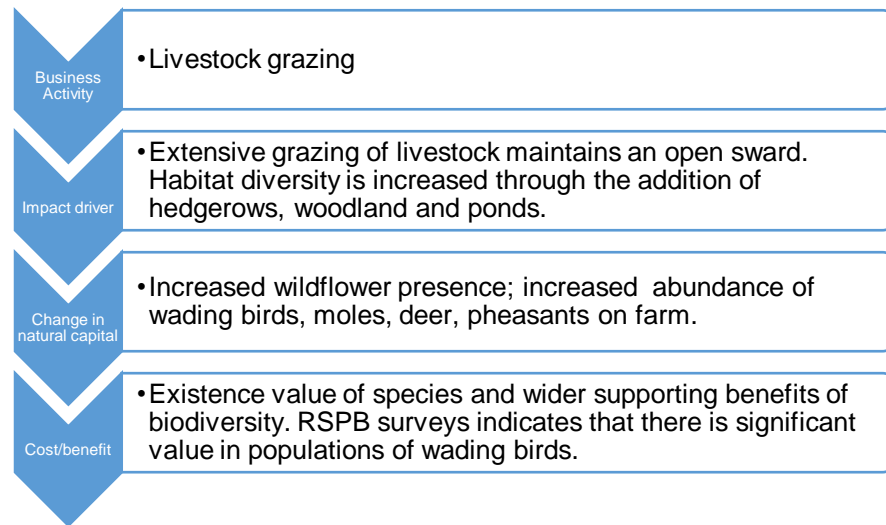 Business
Activity
•Livestock grazing
Impact driver
•Extensive grazing of livestock maintains an open sward.
Habitat diversity is increased through the addition of
hedgerows, woodland and ponds.
Change in
natural capital
•Increased wildflower presence; increased abundance of
wading birds, moles, deer, pheasants on farm.
Cost/benefit
•Existence value of species and wider supporting benefits of
biodiversity. RSPB surveys indicates that there is significant
value in populations of wading birds.